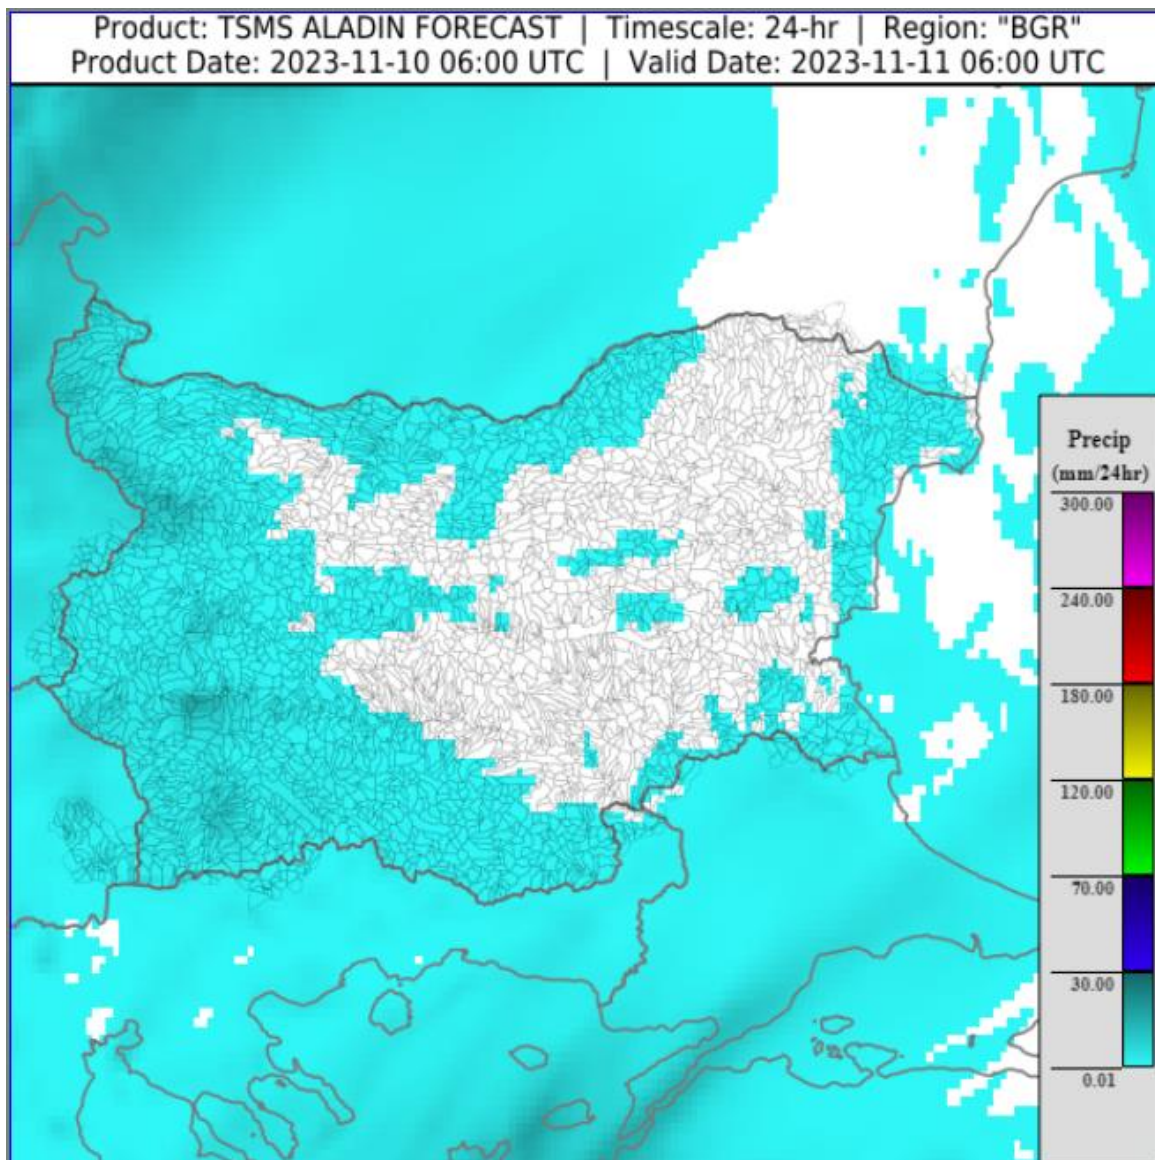 Product: TSMS ALADIN FORECAST | Timescale: 24-hr | Region: "BGR"
Product Date: 2023-11-10 06:00 UTC | Valid Date: 2023-11-11 06:00 UTC
Precip
(mm/24hr)
300.00
240.00
180.00
120.00
70.00
30.00
0.01